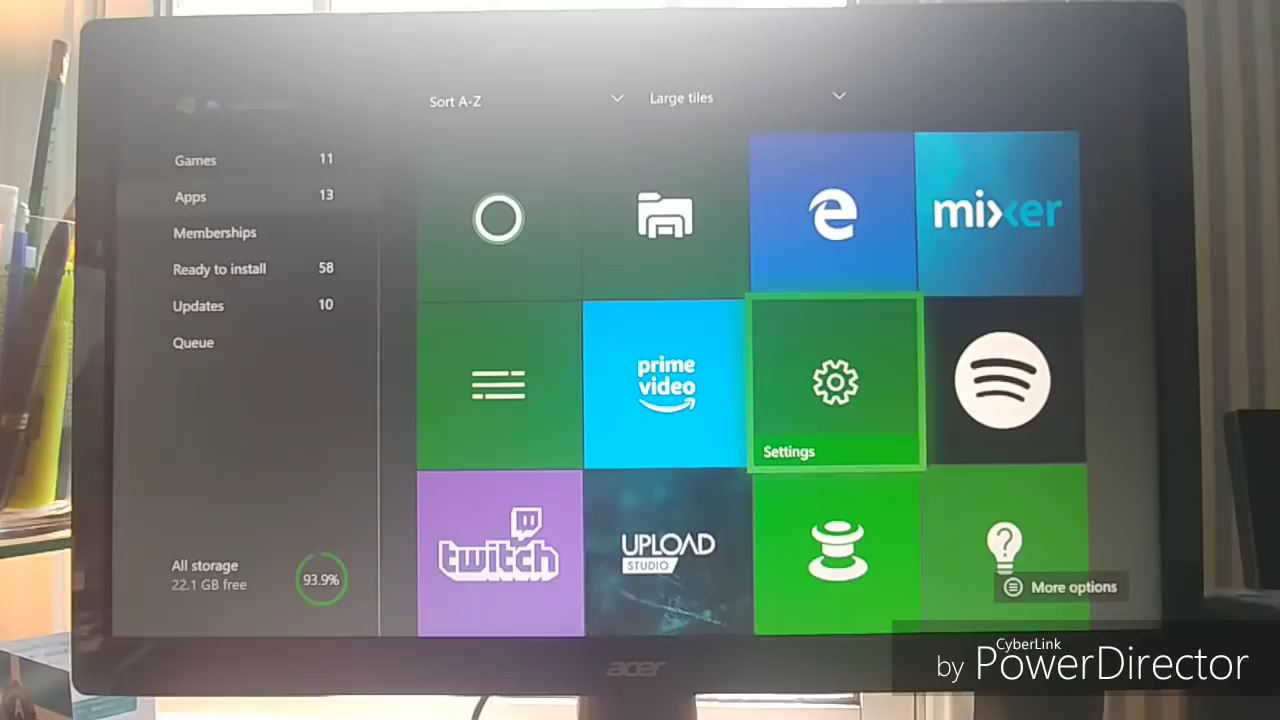 Sort A-Z
Large tiles
Games 11
Apps 13
Memberships
Ready to install 58
Updates 10
Queue
All storage
22.1 GB free
93.9%
mixer
prime
video
Settings
twitch
UPLOAD
STUDIO
More options
acer
CyberLink
by PowerDirector